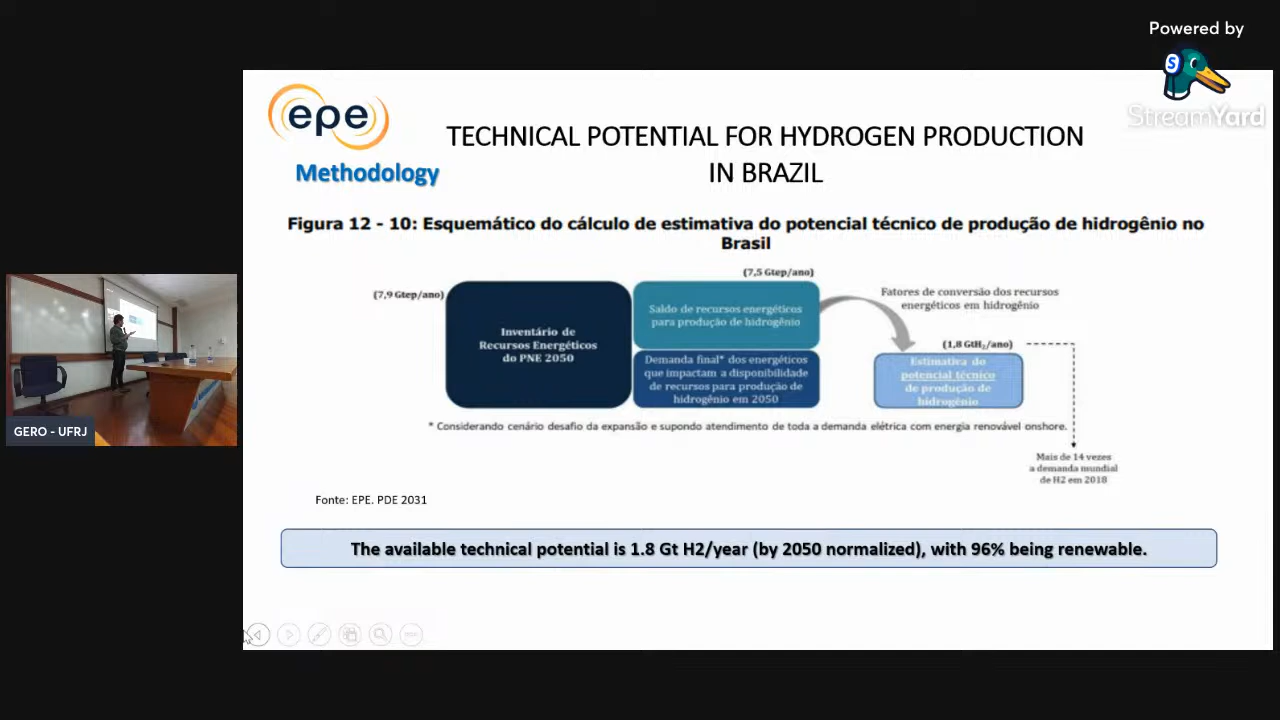 Powered by
StreamYard
epe
Methodology
TECHNICAL POTENTIAL FOR HYDROGEN PRODUCTION
IN BRAZIL
Figura 12 - 10: Esquemático do cálculo de estimativa do potencial técnico de produção de hidrogênio no
Brasil
(7,9 Gtep/ano)
Inventário de
Recursos Energéticos
do PNE 2050
(7,5 Gtep/ano)
Saldo de recursos energéticos
para produção de hidrogênio
Demanda final* dos energéticos
que impactam a disponibilidade
de recursos para produção de
hidrogênio em 2050
Fatores de conversão dos recursos
energéticos em hidrogênio
(1,8 GtH₂/ano)
Estimativa do
potencial técnico
de produção de
hidrogênio
* Considerando cenário desafio da expansão e supondo atendimento de toda a demanda elétrica com energia renovável onshore.
Mais de 14 vezes
a demanda mundial
de H2 em 2018
Fonte: EPE. PDE 2031
The available technical potential is 1.8 Gt H2/year (by 2050 normalized), with 96% being renewable.
GERO - UFRJ